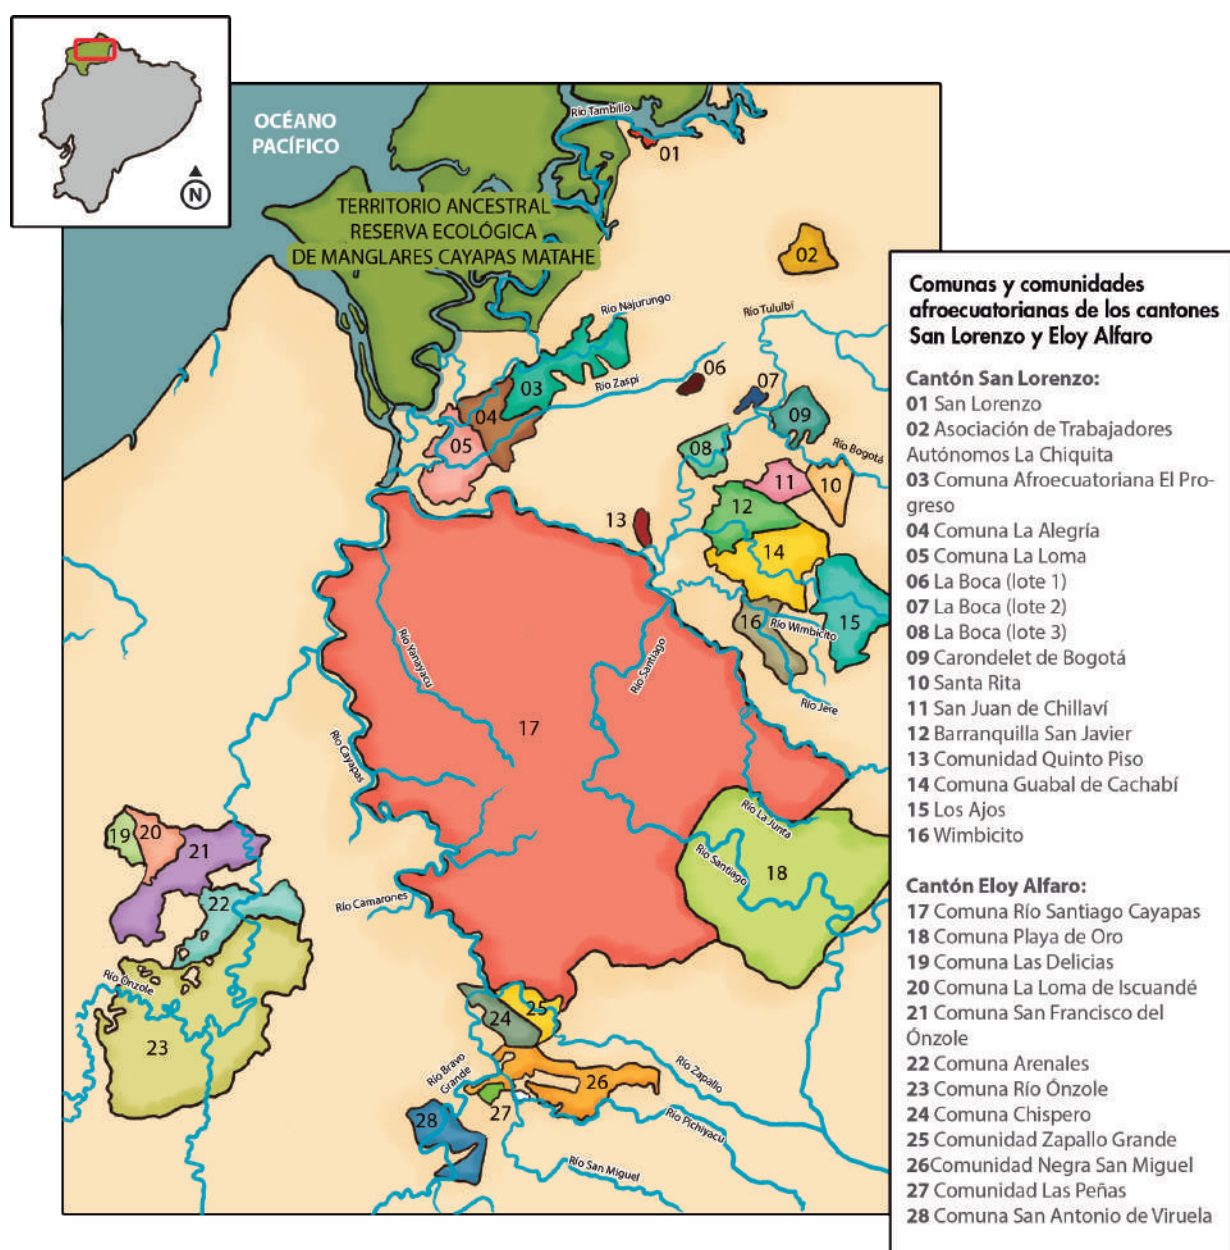 N
OCÉANO
PACÍFICO
Río Tambillo
01
TERRITORIO ANCESTRAL
RESERVA ECOLÓGICA
DE MANGLARES CAYAPAS MATAHE
02
Río Najurungo
Río Tululbí
03
Río Zaspi
06
07
04
09
05
08
Río Bogotá
11
10
12
13
14
15
16
Río Wimbicito
Río Yanayacu
Río Santiago
Río Jere
17
Río Cayapas
Río La Junta
19
20
21
Río Santiago
18
22
Río Camarones
Río Ónzole
23
24
25
Río Bravo
Grande
26
Río Zapallo
27
28
Río Pichiyacu
Río San Miguel
Comunas y comunidades
afroecuatorianas de los cantones
San Lorenzo y Eloy Alfaro
Cantón San Lorenzo:
01 San Lorenzo
02 Asociación de Trabajadores
Autónomos La Chiquita
03 Comuna Afroecuatoriana El Pro-
greso
04 Comuna La Alegría
05 Comuna La Loma
06 La Boca (lote 1)
07 La Boca (lote 2)
08 La Boca (lote 3)
09 Carondelet de Bogotá
10 Santa Rita
11 San Juan de Chillaví
12 Barranquilla San Javier
13 Comunidad Quinto Piso
14 Comuna Guabal de Cachabí
15 Los Ajos
16 Wimbicito
Cantón Eloy Alfaro:
17 Comuna Río Santiago Cayapas
18 Comuna Playa de Oro
19 Comuna Las Delicias
20 Comuna La Loma de Iscuandé
21 Comuna San Francisco del
Ónzole
22 Comuna Arenales
23 Comuna Río Ónzole
24 Comuna Chispero
25 Comunidad Zapallo Grande
26Comunidad Negra San Miguel
27 Comunidad Las Peñas
28 Comuna San Antonio de Viruela